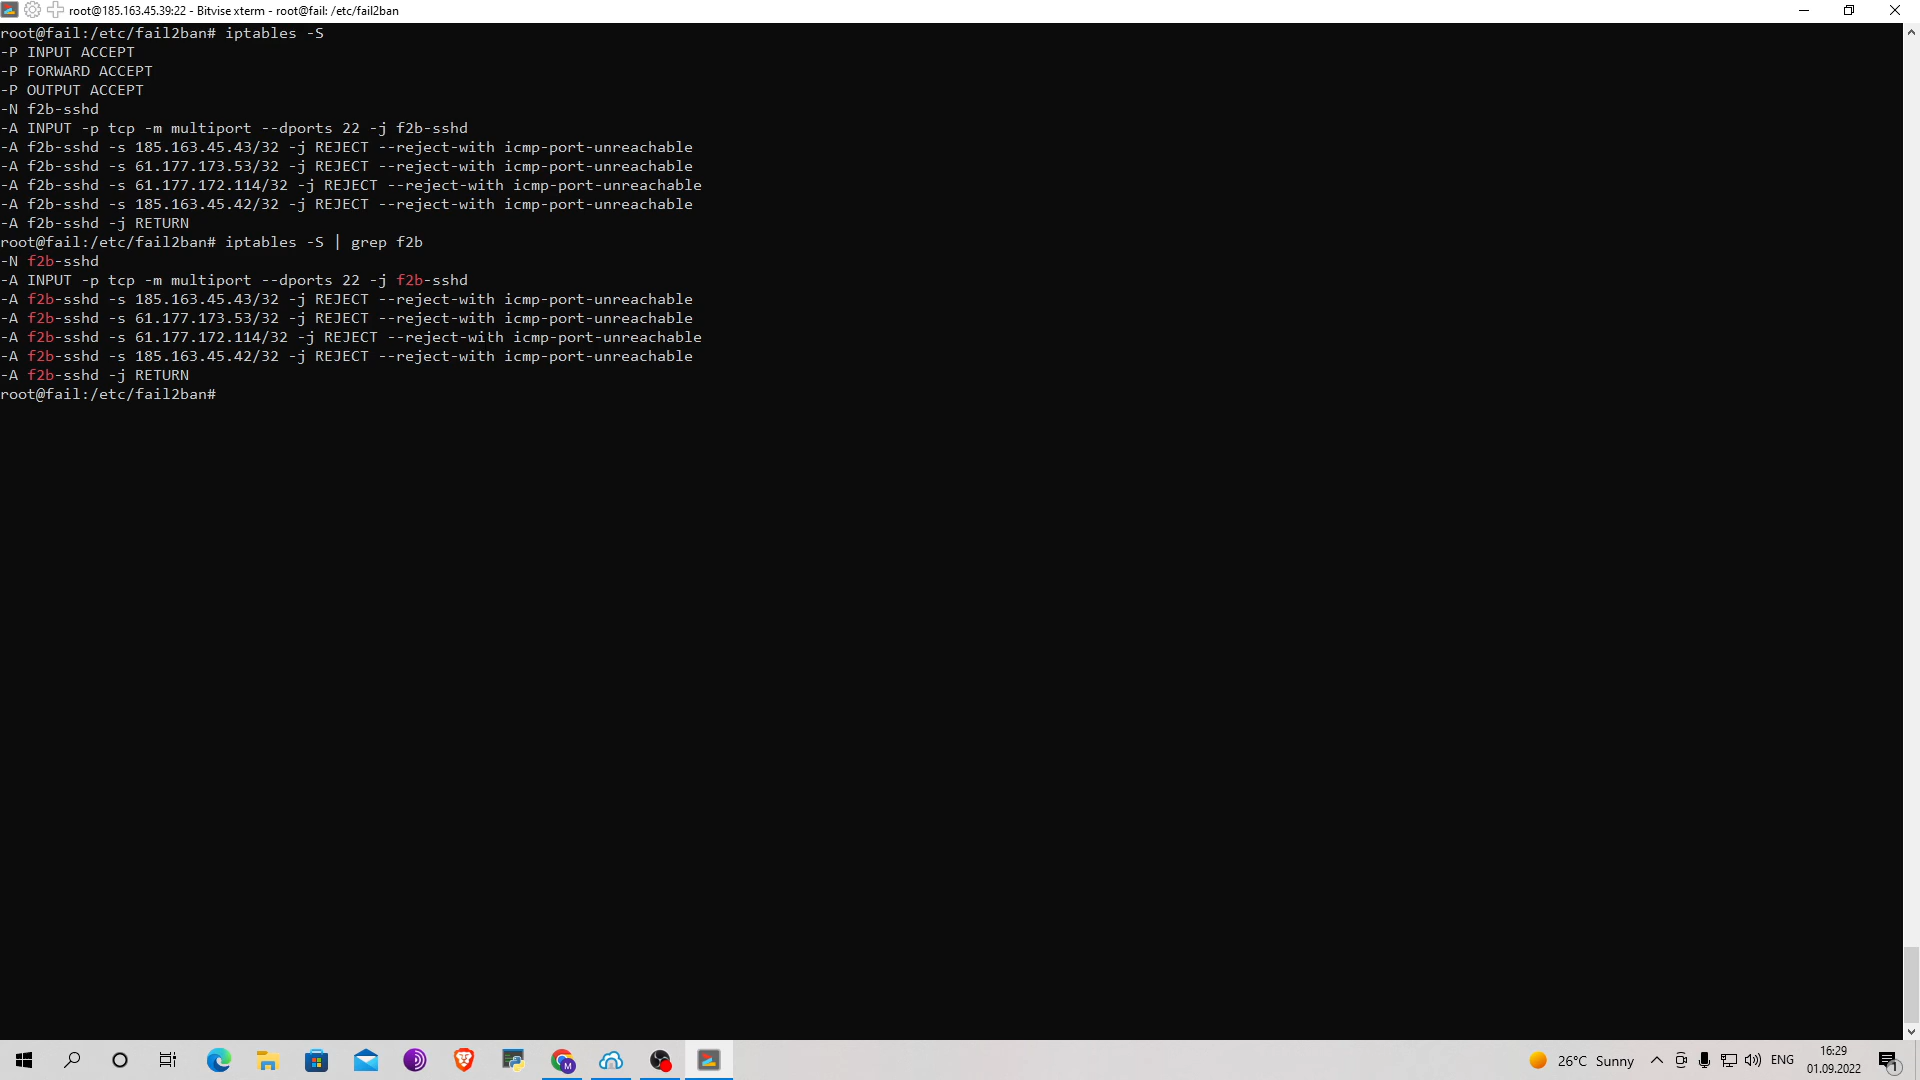 root@185.163.45.39:22 - Bitvise xterm - root@fail: /etc/fail2ban
root@fail:/etc/fail2ban# iptables -S
-P INPUT ACCEPT
-P FORWARD ACCEPT
-P OUTPUT ACCEPT
-N f2b-sshd
-A INPUT -p tcp -m multiport --dports 22 -j f2b-sshd
-A f2b-sshd -s 185.163.45.43/32 -j REJECT --reject-with icmp-port-unreachable
-A f2b-sshd -s 61.177.173.53/32 -j REJECT --reject-with icmp-port-unreachable
-A f2b-sshd -s 61.177.172.114/32 -j REJECT --reject-with icmp-port-unreachable
-A f2b-sshd -s 185.163.45.42/32 -j REJECT --reject-with icmp-port-unreachable
-A f2b-sshd -j RETURN
root@fail:/etc/fail2ban# iptables -S | grep f2b
-N f2b-sshd
-A INPUT -p tcp -m multiport --dports 22 -j f2b-sshd
-A f2b-sshd -s 185.163.45.43/32 -j REJECT --reject-with icmp-port-unreachable
-A f2b-sshd -s 61.177.173.53/32 -j REJECT --reject-with icmp-port-unreachable
-A f2b-sshd -s 61.177.172.114/32 -j REJECT --reject-with icmp-port-unreachable
-A f2b-sshd -s 185.163.45.42/32 -j REJECT --reject-with icmp-port-unreachable
-A f2b-sshd -j RETURN
root@fail:/etc/fail2ban#
M
26°C Sunny
ENG
16:29
01.09.2022
1